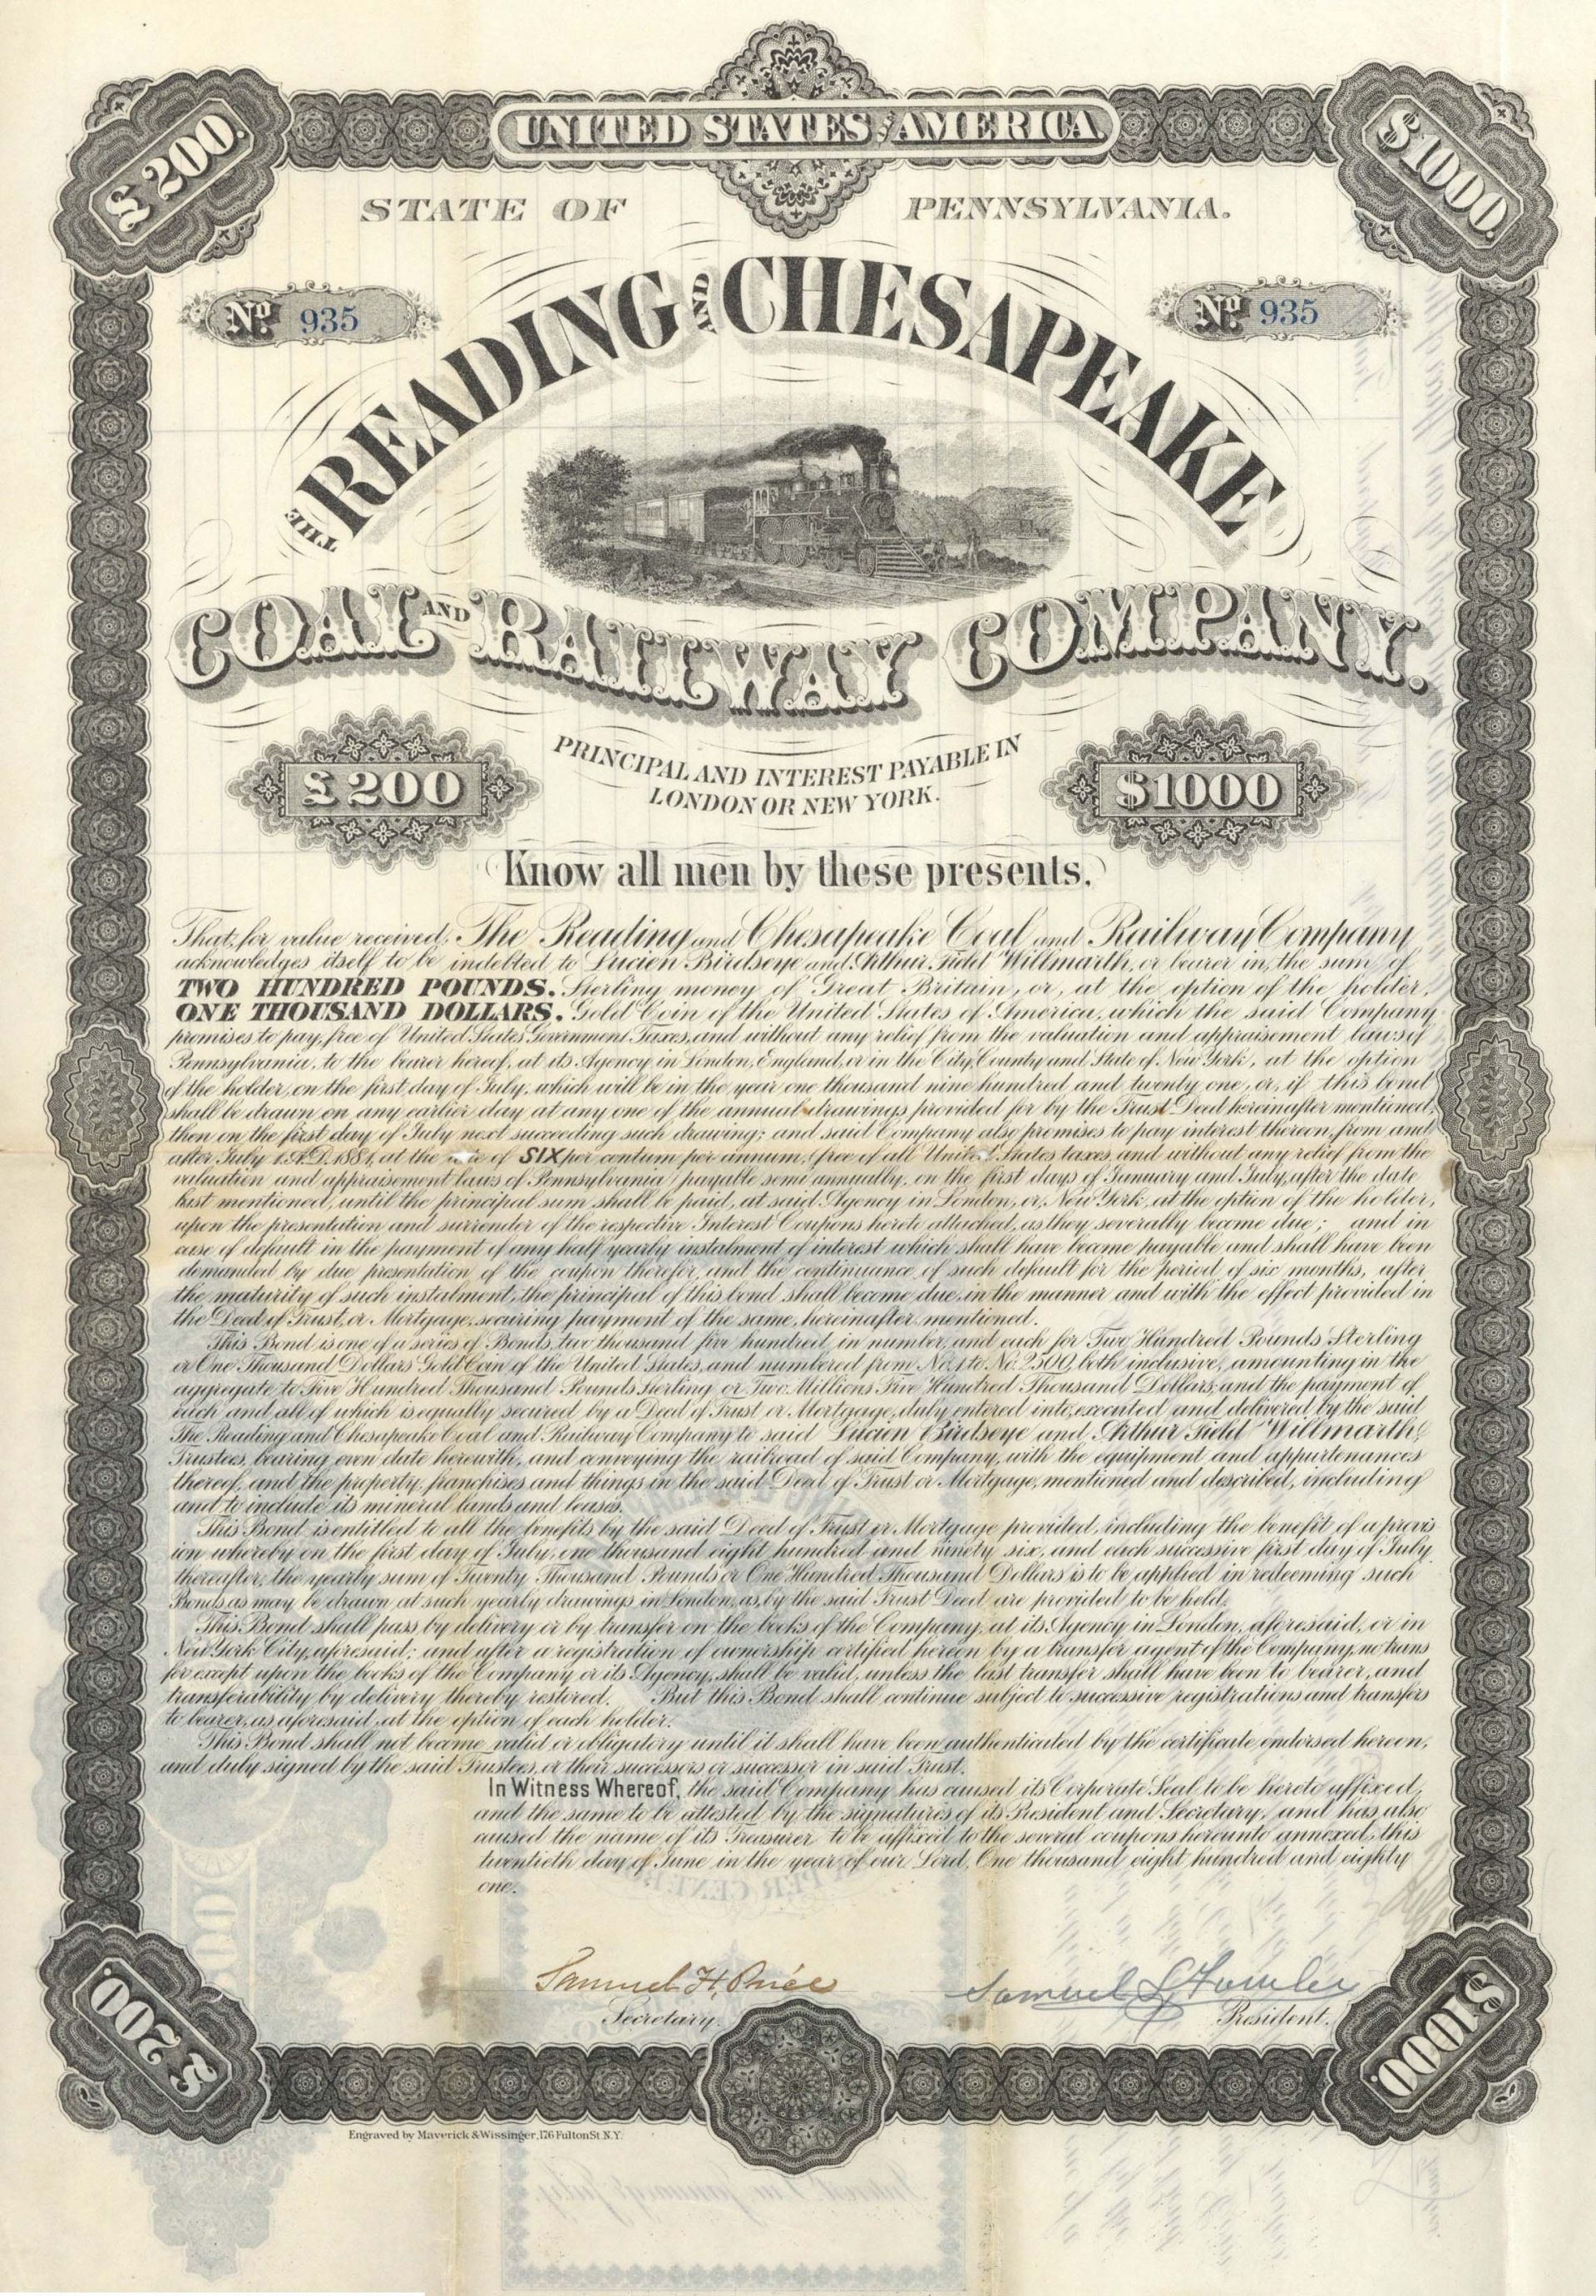 UNITED STATES OF AMERICA
£200.
$1000.
STATE OF PENNSYLVANIA.
No. 935
No. 935
THE READING AND CHESAPEAKE
COAL AND RAILWAY COMPANY.
£200
PRINCIPAL AND INTEREST PAYABLE IN
LONDON OR NEW YORK.
$1000
Know all men by these presents,
That, for value received, The Reading and Chesapeake Coal and Railway Company
acknowledges itself to be indebted to Lucien Birdseye and Arthur Field Willmarth, or bearer in, the sum of
TWO HUNDRED POUNDS. Sterling money of Great Britain, or, at the option of the holder,
ONE THOUSAND DOLLARS, Gold Coin of the United States of America, which the said Company
promises to pay, free of United States Government Taxes, and without any relief from the valuation and appraisement laws of
Pennsylvania, to the bearer hereof, at its Agency in London, England, or in the City, County and State of New York, at the option
of the holder, on the first day of July, which will be in the year one thousand nine hundred and twenty one, or, if this bond
shall be drawn on any earlier day at any one of the annual drawings provided for by the Trust Deed hereinafter mentioned,
then on the first day of July next succeeding such drawing; and said Company also promises to pay interest thereon, from and
after July 1. A.D. 1881, at the rate of SIX per centum per annum, (free of all United States taxes, and without any relief from the
valuation and appraisement laws of Pennsylvania) payable semi annually, on the first days of January and July, after the date
last mentioned, until the principal sum shall be paid, at said Agency in London, or, New York, at the option of the holder,
upon the presentation and surrender of the respective Interest Coupons hereto attached, as they severally become due; and in
case of default in the payment of any half yearly instalment of interest which shall have become payable and shall have been
demanded by due presentation of the coupon therefor, and the continuance of such default for the period of six months, after
the maturity of such instalment, the principal of this bond shall become due, in the manner and with the effect provided in
the Deed of Trust, or Mortgage, securing payment of the same, hereinafter mentioned.
This Bond is one of a series of Bonds, two thousand five hundred, in number, and each for Two Hundred Pounds Sterling
or One Thousand Dollars Gold Coin of the United States, and numbered from No. 1 to No. 2500, both inclusive, amounting in the
aggregate to Five Hundred Thousand Pounds Sterling or Two Millions Five Hundred Thousand Dollars, and the payment of
each and all of which is equally secured by a Deed of Trust or Mortgage, duly entered into, executed and delivered by the said
The Reading and Chesapeake Coal and Railway Company to said Lucien Birdseye and Arthur Field Willmarth,
Trustees, bearing even date herewith, and conveying the railroad of said Company, with the equipment and appurtenances
thereof, and the property, franchises and things in the said Deed of Trust or Mortgage, mentioned and described, including
and to include its mineral lands and leases.
This Bond is entitled to all the benefits by the said Deed of Trust or Mortgage provided, including the benefit of a provis
ion whereby on the first day of July, one thousand eight hundred and ninety six, and each successive first day of July
thereafter, the yearly sum of Twenty Thousand Pounds or One Hundred Thousand Dollars is to be applied in redeeming such
Bonds as may be drawn at such yearly drawings in London, as, by the said Trust Deed, are provided to be held.
This Bond shall pass by delivery or by transfer on the books of the Company, at its Agency in London, aforesaid, or in
New York City, aforesaid; and after a registration of ownership certified hereon by a transfer agent of the Company, no trans
fer except upon the books of the Company or its Agency, shall be valid, unless the last transfer shall have been to bearer, and
transferability by delivery thereby restored. But this Bond shall continue subject to successive registrations and transfers
to bearer, as aforesaid, at the option of each holder.
This Bond shall not become valid or obligatory until it shall have been authenticated by the certificate endorsed hereon,
and duly signed by the said Trustees, or their successors or successor in said Trust.
In Witness Whereof, the said Company has caused its Corporate Seal to be hereto affixed,
and the same to be attested by the signatures of its President and Secretary, and has also
caused the name of its Treasurer to be affixed to the several coupons hereunto annexed, this
twentieth day of June in the year of our Lord, One thousand eight hundred and eighty
one.
Samuel H. Price
Secretary.
Samuel S. Fowler
President.
£200
$1000
Engraved by Maverick & Wissinger, 176 Fulton St. N.Y.